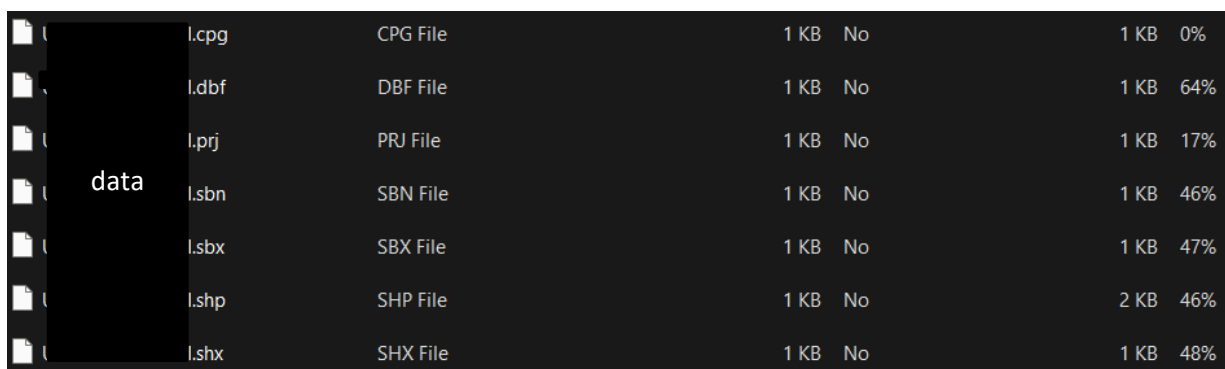 .cpg CPG File 1 KB No 1 KB 0%
.dbf DBF File 1 KB No 1 KB 64%
.prj PRJ File 1 KB No 1 KB 17%
data
.sbn SBN File 1 KB No 1 KB 46%
.sbx SBX File 1 KB No 1 KB 47%
.shp SHP File 1 KB No 2 KB 46%
.shx SHX File 1 KB No 1 KB 48%